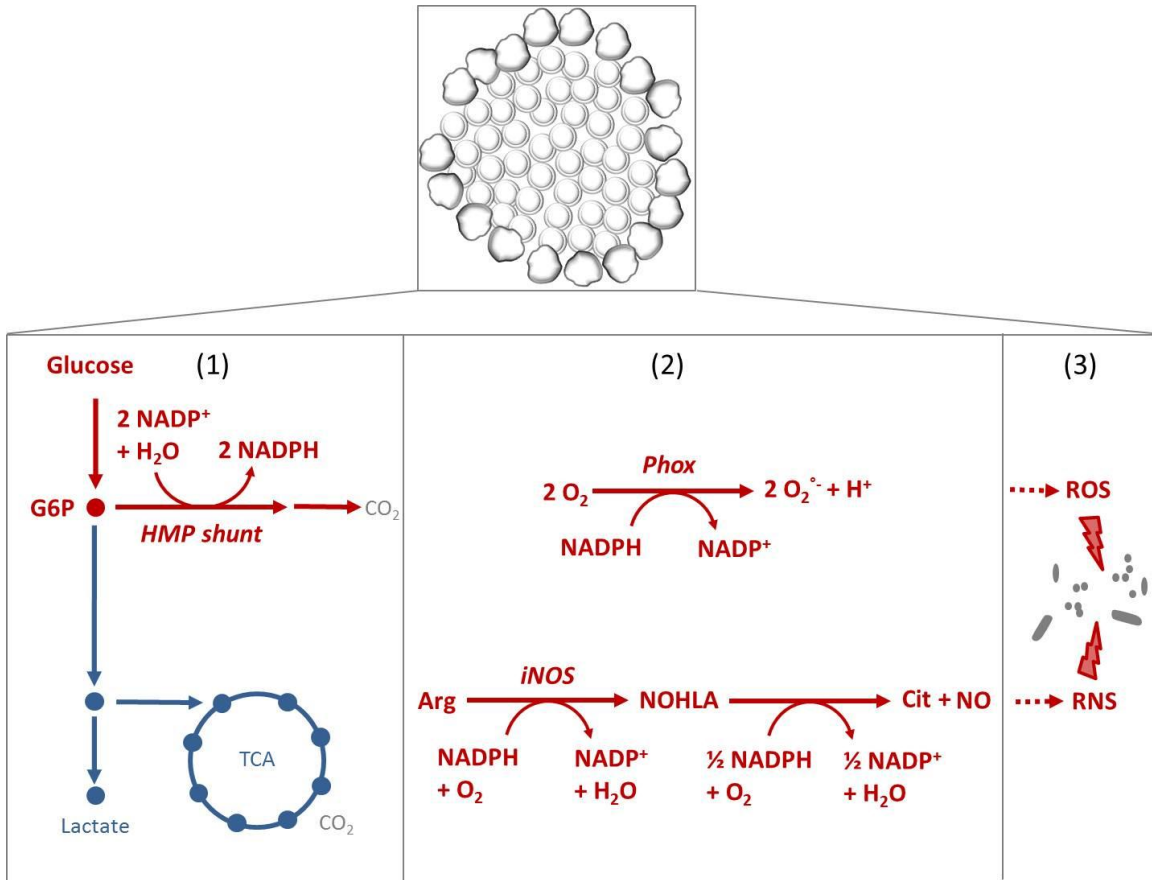 (1)
Glucose
2 NADP⁺
+ H₂O
2 NADPH
G6P
HMP shunt
CO₂
TCA
CO₂
Lactate
(2)
Phox
2 O₂
2 O₂°⁻ + H⁺
NADPH
NADP⁺
iNOS
Arg
NOHLA
Cit + NO
NADPH
+ O₂
NADP⁺
+ H₂O
½ NADPH
+ O₂
½ NADP⁺
+ H₂O
(3)
ROS
RNS